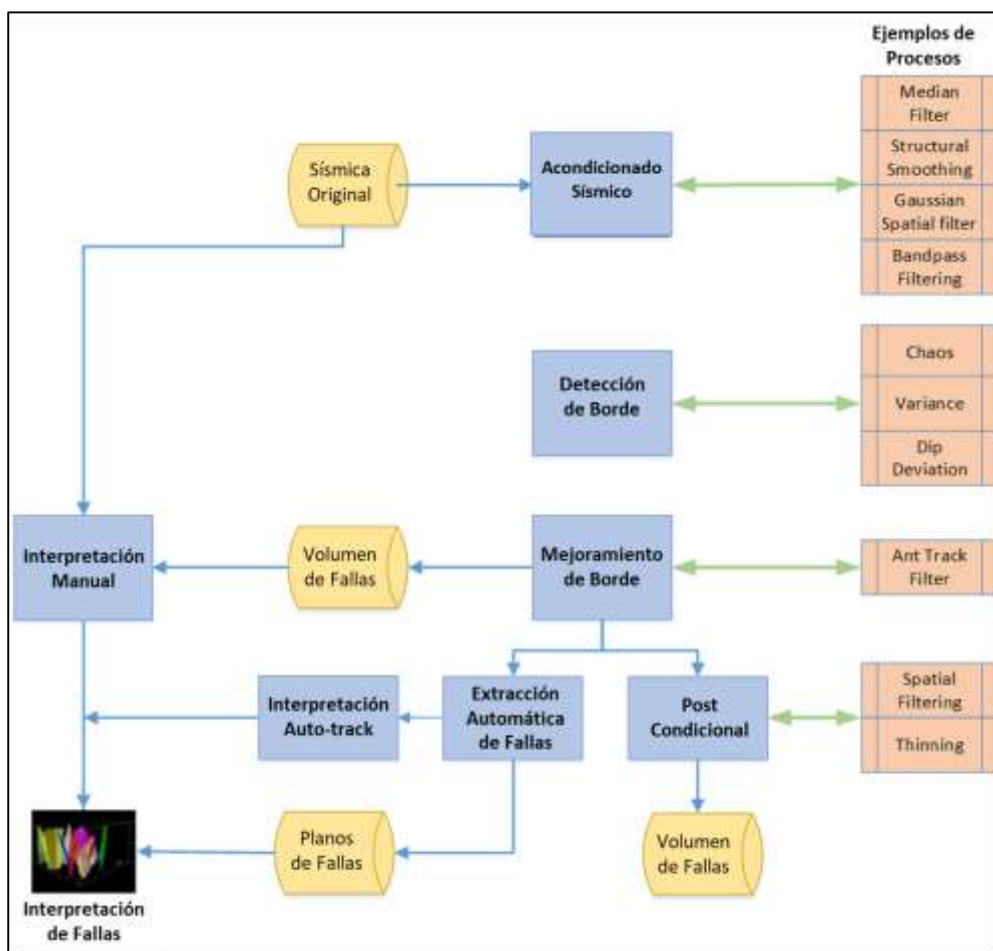 Ejemplos de
Procesos
Median
Filter
Structural
Smoothing
Gaussian
Spatial filter
Bandpass
Filtering
Sísmica
Original
Acondicionado
Sísmico
Detección
de Borde
Chaos
Variance
Dip
Deviation
Interpretación
Manual
Volumen
de Fallas
Mejoramiento
de Borde
Ant Track
Filter
Interpretación
Auto-track
Extracción
Automática
de Fallas
Post
Condicional
Spatial
Filtering
Thinning
Planos
de Fallas
Volumen
de Fallas
Interpretación
de Fallas